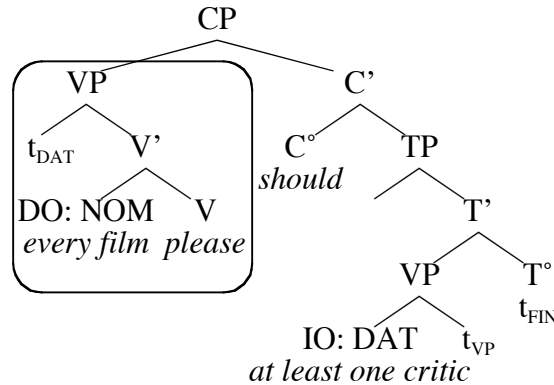 CP
VP C’
t_DAT V’ C° TP
should
DO: NOM V T’
every film please
VP T°
t_FIN
IO: DAT t_VP
at least one critic